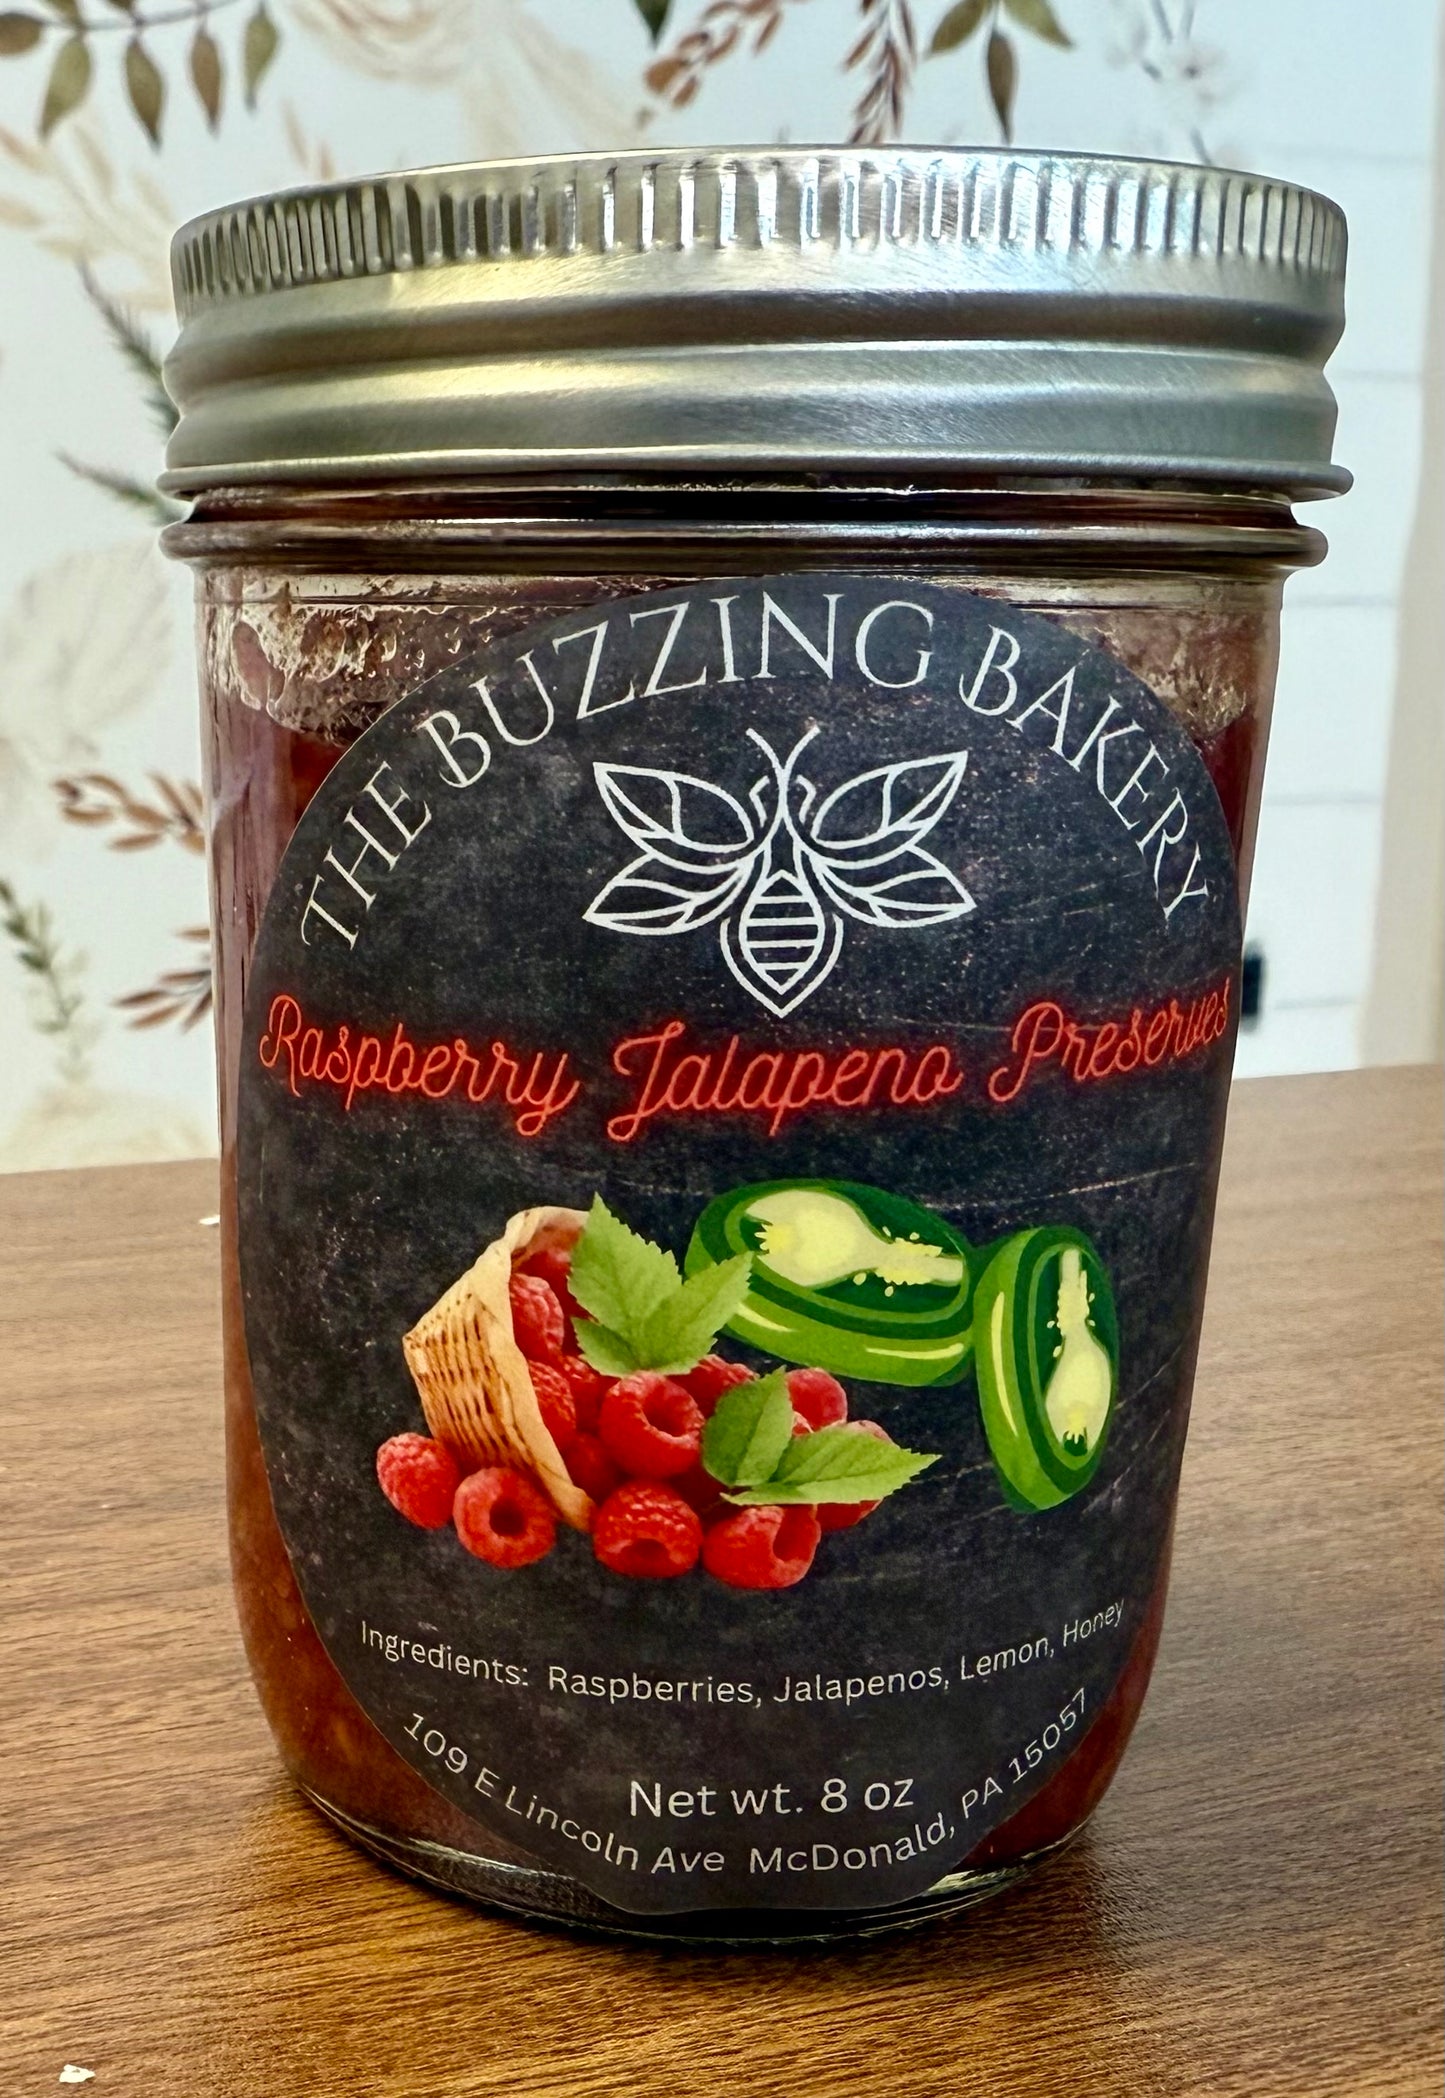 THE BUZZING BAKERY
Raspberry Jalapeno Preserves
Ingredients: Raspberries, Jalapenos, Lemon, Honey
Net wt. 8 oz
109 E Lincoln Ave McDonald, PA 15057